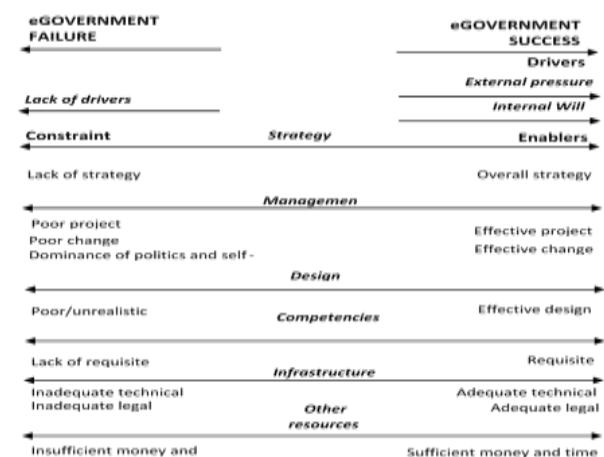 eGOVERNMENT
FAILURE
eGOVERNMENT
SUCCESS
Drivers
External pressure
Lack of drivers
Internal Will
Constraint Strategy Enablers
Lack of strategy Overall strategy
Managemen
Poor project Effective project
Poor change Effective change
Dominance of politics and self-
Design
Poor/unrealistic Effective design
Competencies
Lack of requisite Requisite
Infrastructure
Inadequate technical Adequate technical
Inadequate legal Adequate legal
Other
resources
Insufficient money and Sufficient money and time